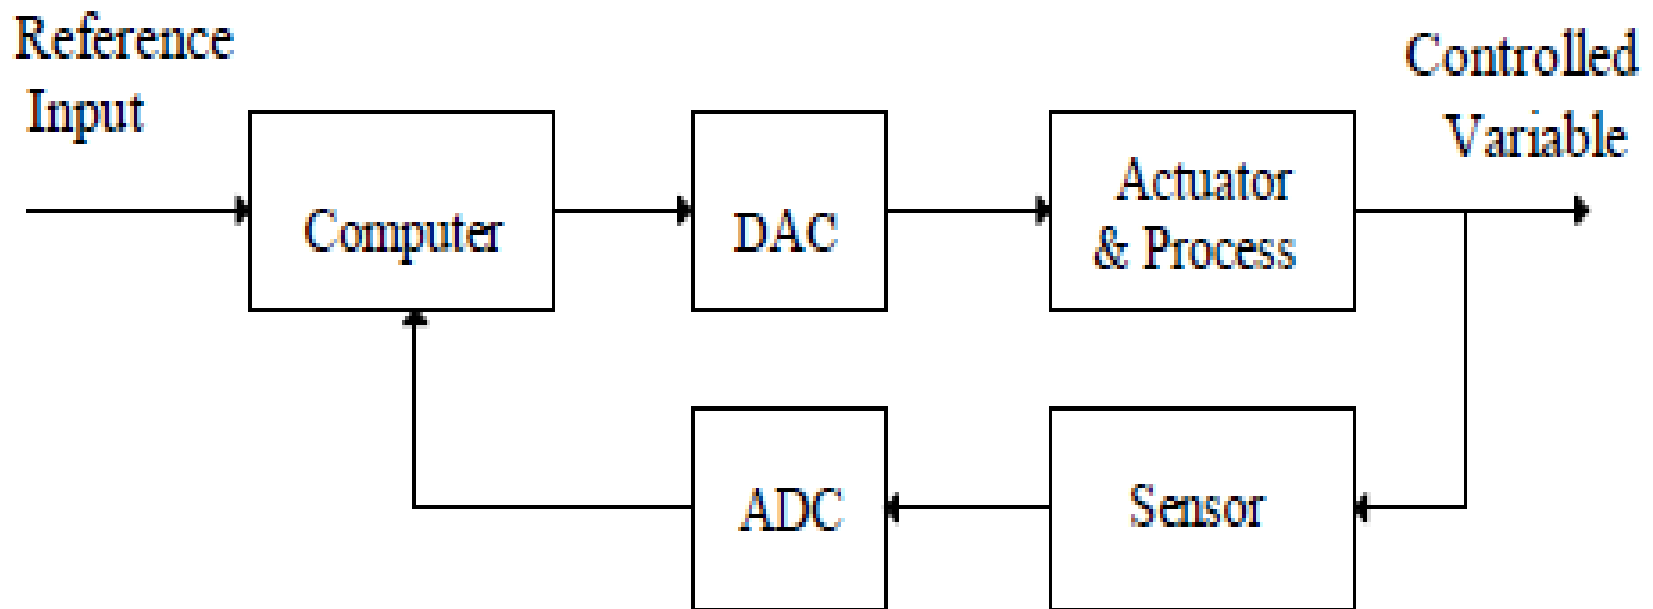 Reference
Input
Controlled
Variable
Computer
DAC
Actuator
& Process
ADC
Sensor